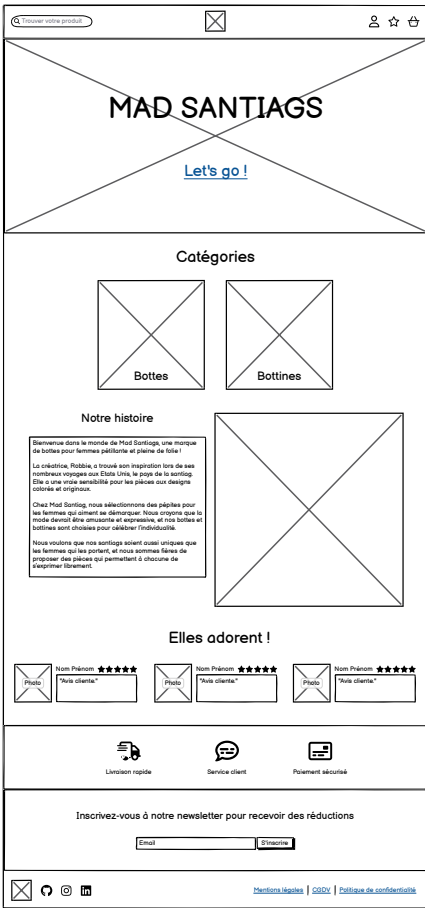 Trouver votre produit
MAD SANTIAGS
Let's go !
Catégories
Bottes
Bottines
Notre histoire
Bienvenue dans le monde de Mad Santiags, une marque
de bottes pour femmes pétillante et pleine de folie !
La créatrice, Robbie, a trouvé son inspiration lors de ses
nombreux voyages aux Etats Unis, le pays de la santiag.
Elle a une vraie sensibilité pour les pièces aux designs
colorés et originaux.
Chez Mad Santiag, nous sélectionnons des pépites pour
les femmes qui aiment se démarquer. Nous croyons que la
mode devrait être amusante et expressive, et nos bottes et
bottines sont choisies pour célébrer l'individualité.
Nous voulons que nos santiags soient aussi uniques que
les femmes qui les portent, et nous sommes fières de
proposer des pièces qui permettent à chacune de
s'exprimer librement.
Elles adorent !
Photo
Nom Prénom
"Avis cliente."
Photo
Nom Prénom
"Avis cliente."
Photo
Nom Prénom
"Avis cliente."
Livraison rapide
Service client
Paiement sécurisé
Inscrivez-vous à notre newsletter pour recevoir des réductions
Email
S'inscrire
Mentions légales | CGDV | Politique de confidentialité